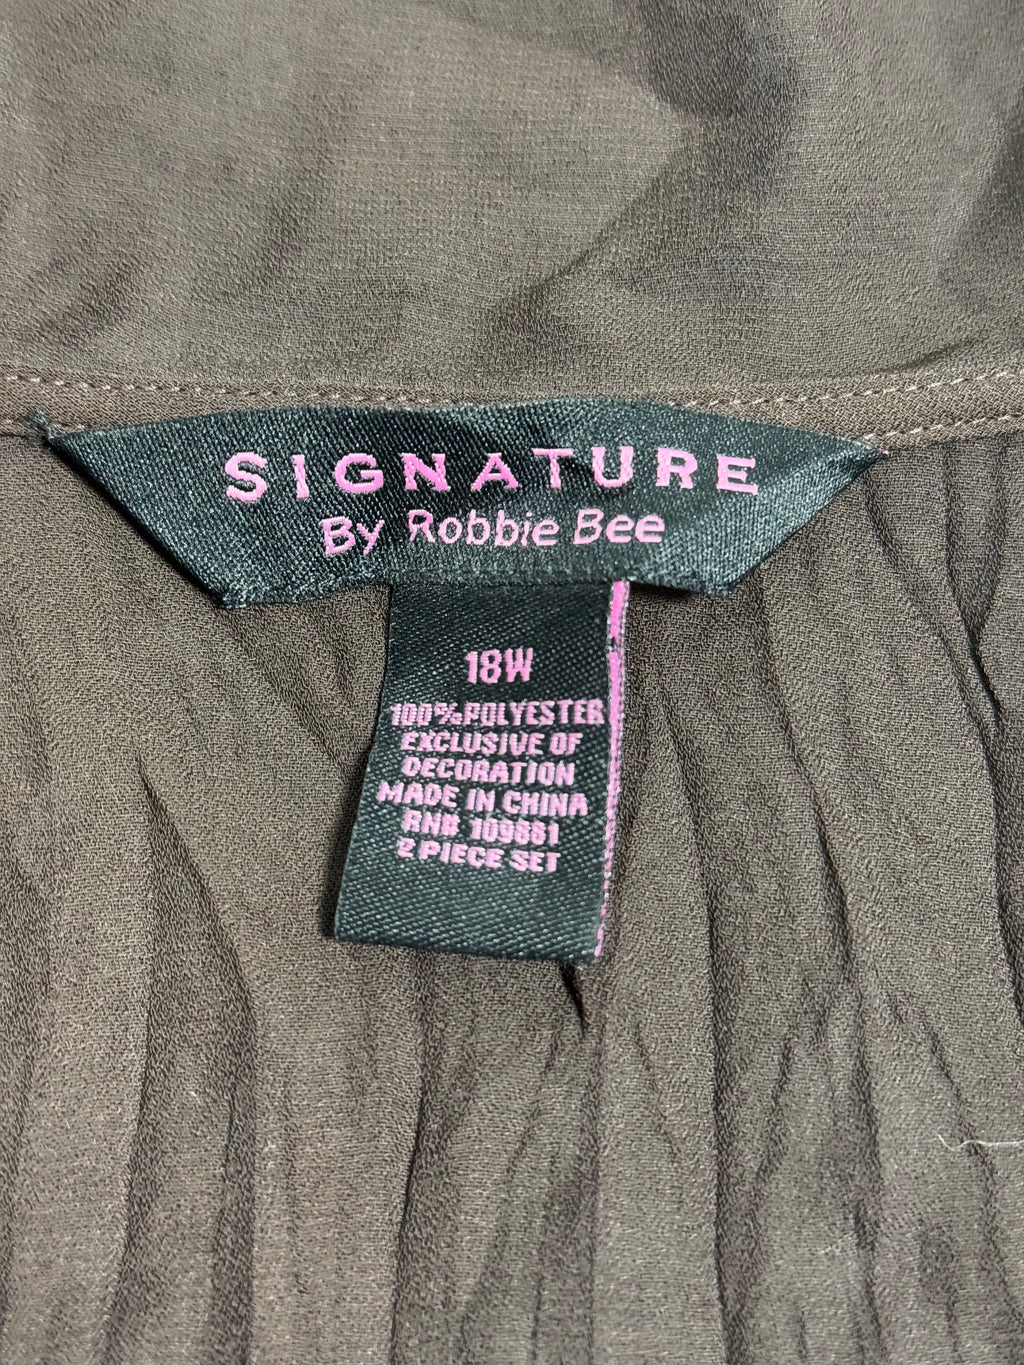 SIGNATURE
By Robbie Bee
18W
100%POLYESTER
EXCLUSIVE OF
DECORATION
MADE IN CHINA
RN# 109881
2 PIECE SET